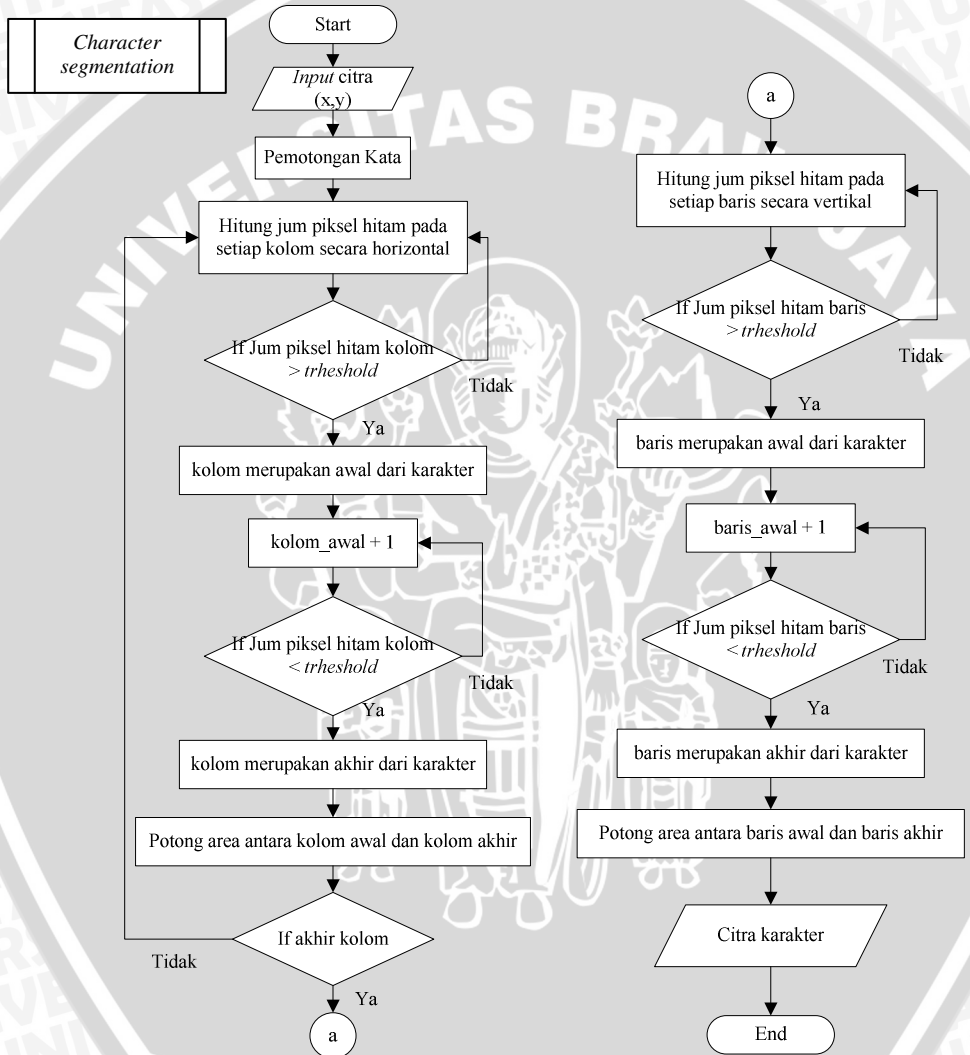 Character
segmentation
Start
Input citra
(x,y)
Pemotongan Kata
Hitung jum piksel hitam pada
setiap kolom secara horizontal
If Jum piksel hitam kolom
> trheshold
Tidak
Ya
kolom merupakan awal dari karakter
kolom_awal + 1
If Jum piksel hitam kolom
< trheshold
Tidak
Ya
kolom merupakan akhir dari karakter
Potong area antara kolom awal dan kolom akhir
If akhir kolom
Tidak
Ya
a
a
Hitung jum piksel hitam pada
setiap baris secara vertikal
If Jum piksel hitam baris
> trheshold
Tidak
Ya
baris merupakan awal dari karakter
baris_awal + 1
If Jum piksel hitam baris
< trheshold
Tidak
Ya
baris merupakan akhir dari karakter
Potong area antara baris awal dan baris akhir
Citra karakter
End
UNIVERSITAS BRAWIJAYA